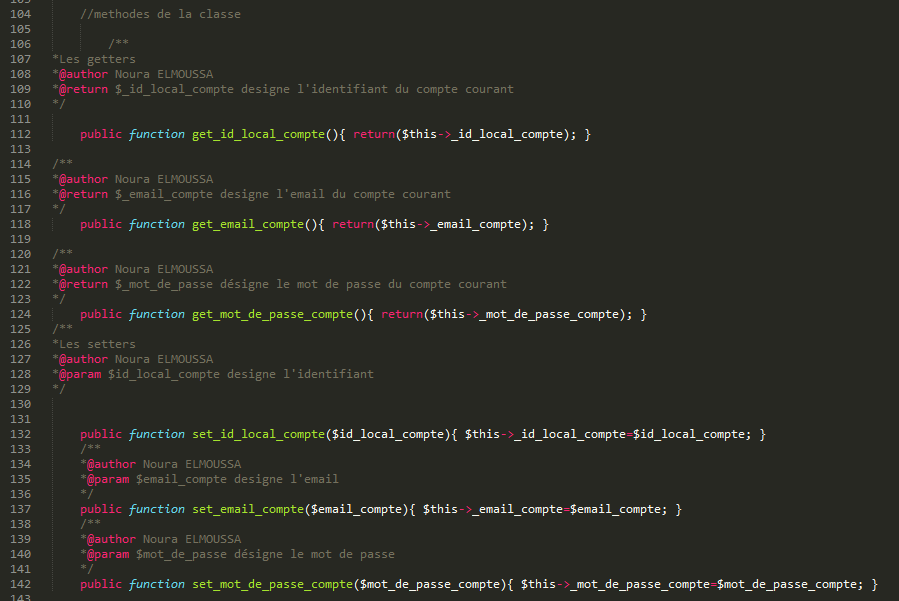 104 //methodes de la classe
105
106 /**
107 *Les getters
108 *@author Noura ELMOUSSA
109 *@return $_id_local_compte designe l'identifiant du compte courant
110 */
111
112 public function get_id_local_compte(){ return($this->_id_local_compte); }
113
114 /**
115 *@author Noura ELMOUSSA
116 *@return $_email_compte designe l'email du compte courant
117 */
118 public function get_email_compte(){ return($this->_email_compte); }
119
120 /**
121 *@author Noura ELMOUSSA
122 *@return $_mot_de_passe désigne le mot de passe du compte courant
123 */
124 public function get_mot_de_passe_compte(){ return($this->_mot_de_passe_compte); }
125 /**
126 *Les setters
127 *@author Noura ELMOUSSA
128 *@param $id_local_compte designe l'identifiant
129 */
130
131
132 public function set_id_local_compte($id_local_compte){ $this->_id_local_compte=$id_local_compte; }
133 /**
134 *@author Noura ELMOUSSA
135 *@param $email_compte designe l'email
136 */
137 public function set_email_compte($email_compte){ $this->_email_compte=$email_compte; }
138 /**
139 *@author Noura ELMOUSSA
140 *@param $mot_de_passe désigne le mot de passe
141 */
142 public function set_mot_de_passe_compte($mot_de_passe_compte){ $this->_mot_de_passe_compte=$mot_de_passe_compte; }
143